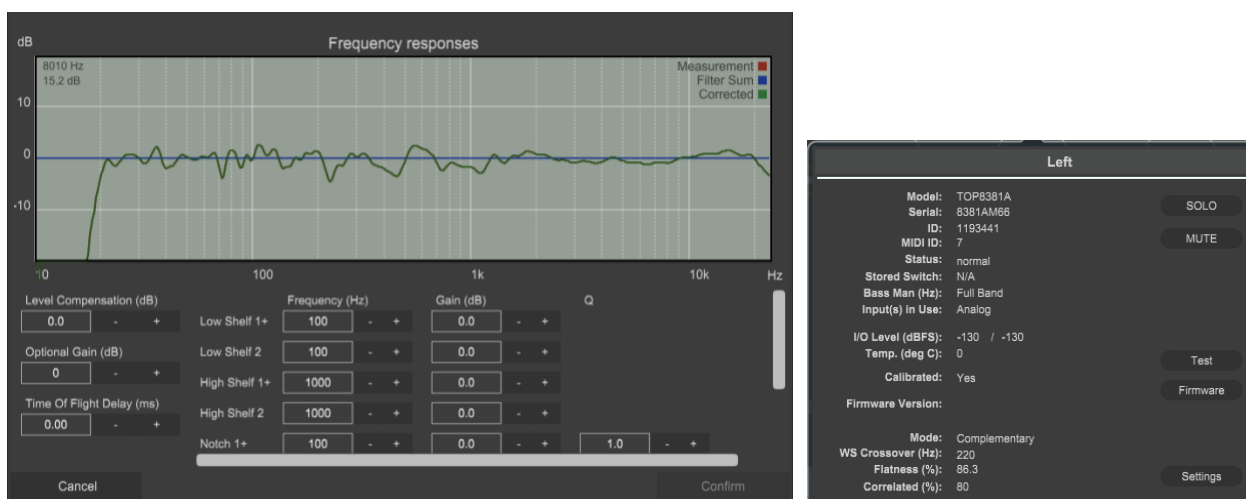 dB
Frequency responses
8010 Hz
15.2 dB
Measurement
Filter Sum
Corrected
10
0
-10
10
100
1k
10k
Hz
Level Compensation (dB)
Frequency (Hz)
Gain (dB)
Q
0.0 - +
Low Shelf 1+ 100 - + 0.0 - +
Optional Gain (dB)
Low Shelf 2 100 - + 0.0 - +
0 - +
High Shelf 1+ 1000 - + 0.0 - +
Time Of Flight Delay (ms)
High Shelf 2 1000 - + 0.0 - +
0.00 - +
Notch 1+ 100 - + 0.0 - + 1.0 - +
Cancel
Confirm
Left
Model: TOP8381A
Serial: 8381AM66
SOLO
ID: 1193441
MIDI ID: 7
MUTE
Status: normal
Stored Switch: N/A
Bass Man (Hz): Full Band
Input(s) in Use: Analog
I/O Level (dBFS): -130 / -130
Temp. (deg C): 0
Test
Calibrated: Yes
Firmware
Firmware Version:
Mode: Complementary
WS Crossover (Hz): 220
Flatness (%): 86.3
Settings
Correlated (%): 80